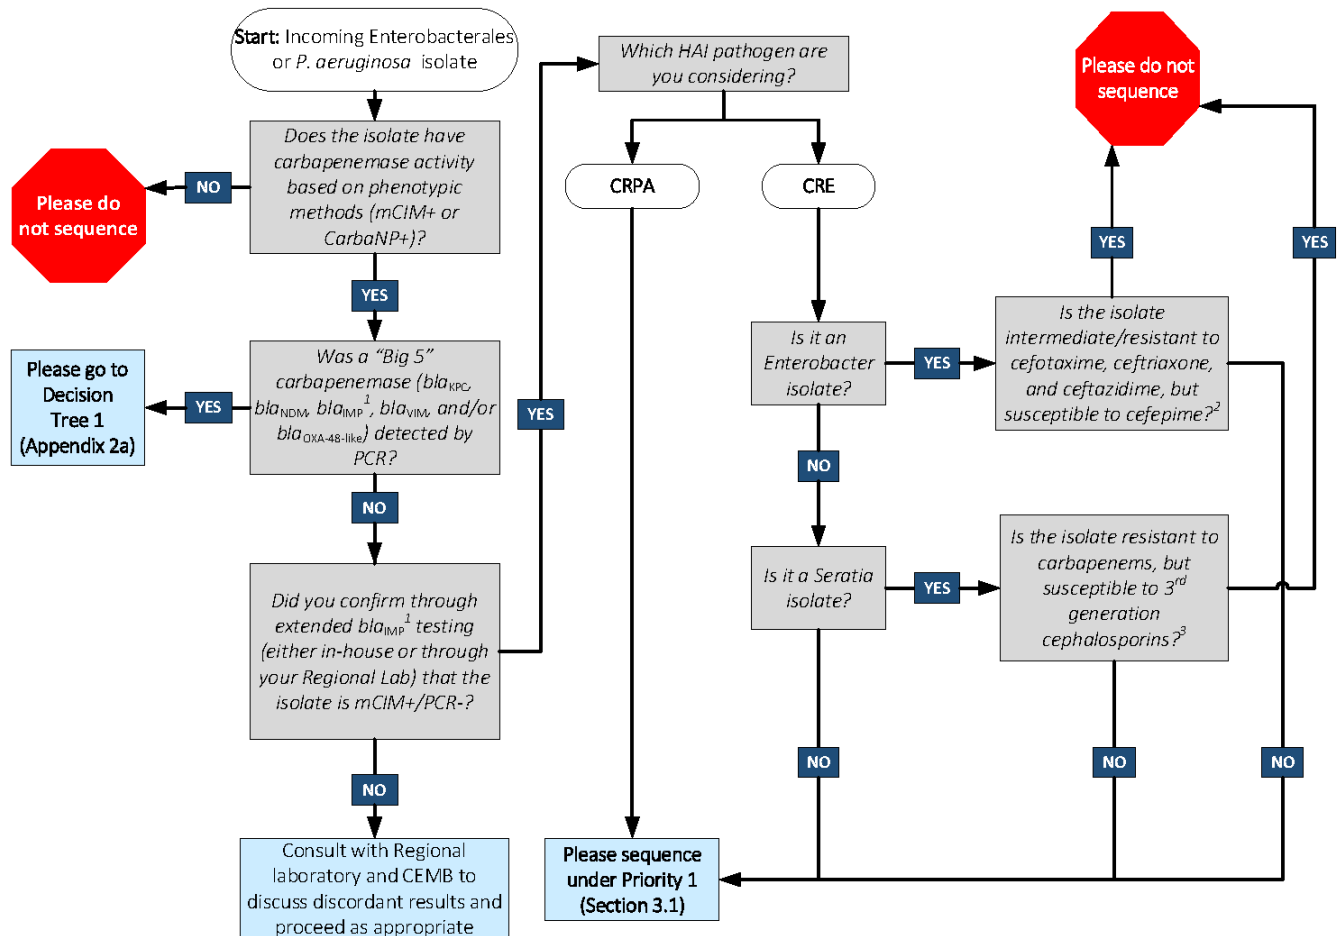 Start: Incoming Enterobacterales
or P. aeruginosa isolate
Does the isolate have
carbapenemase activity
based on phenotypic
methods (mCIM+ or
CarbaNP+)?
NO
Please do
not sequence
YES
Was a “Big 5”
carbapenemase (blaKPC,
blaNDM, blaIMP1, blaVIM, and/or
blaOXA-48-like) detected by
PCR?
YES
Please go to
Decision
Tree 1
(Appendix 2a)
NO
Did you confirm through
extended blaIMP1 testing
(either in-house or through
your Regional Lab) that the
isolate is mCIM+/PCR-?
NO
Consult with Regional
laboratory and CEMB to
discuss discordant results and
proceed as appropriate
YES
Which HAI pathogen are
you considering?
CRPA
CRE
Is it an
Enterobacter
isolate?
YES
Is the isolate
intermediate/resistant to
cefotaxime, ceftriaxone,
and ceftazidime, but
susceptible to cefepime?2
YES
Please do not
sequence
YES
NO
Is it a Seratia
isolate?
YES
Is the isolate resistant to
carbapenems, but
susceptible to 3rd
generation
cephalosporins?3
NO
NO
NO
Please sequence
under Priority 1
(Section 3.1)